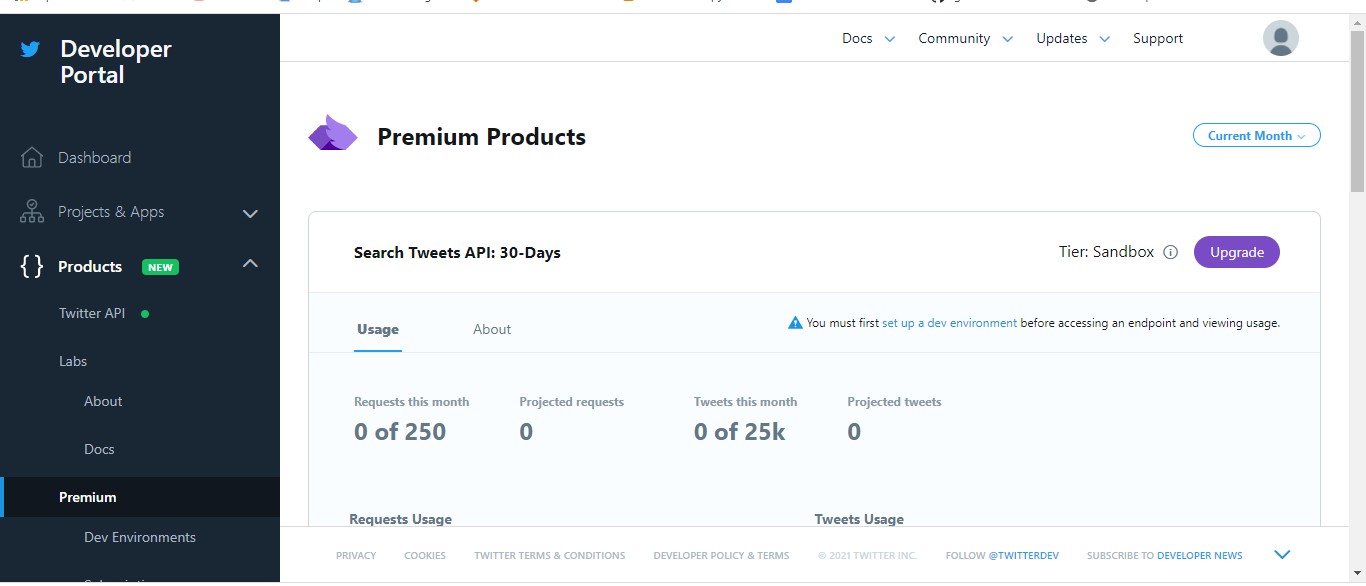 Developer
Portal
Docs
Community
Updates
Support
Dashboard
Projects & Apps
Products NEW
Twitter API
Labs
About
Docs
Premium
Dev Environments
Premium Products
Current Month
Search Tweets API: 30-Days
Tier: Sandbox
Upgrade
Usage
About
You must first set up a dev environment before accessing an endpoint and viewing usage.
Requests this month
Projected requests
Tweets this month
Projected tweets
0 of 250
0
0 of 25k
0
Requests Usage
Tweets Usage
PRIVACY
COOKIES
TWITTER TERMS & CONDITIONS
DEVELOPER POLICY & TERMS
© 2021 TWITTER INC.
FOLLOW @TWITTERDEV
SUBSCRIBE TO DEVELOPER NEWS